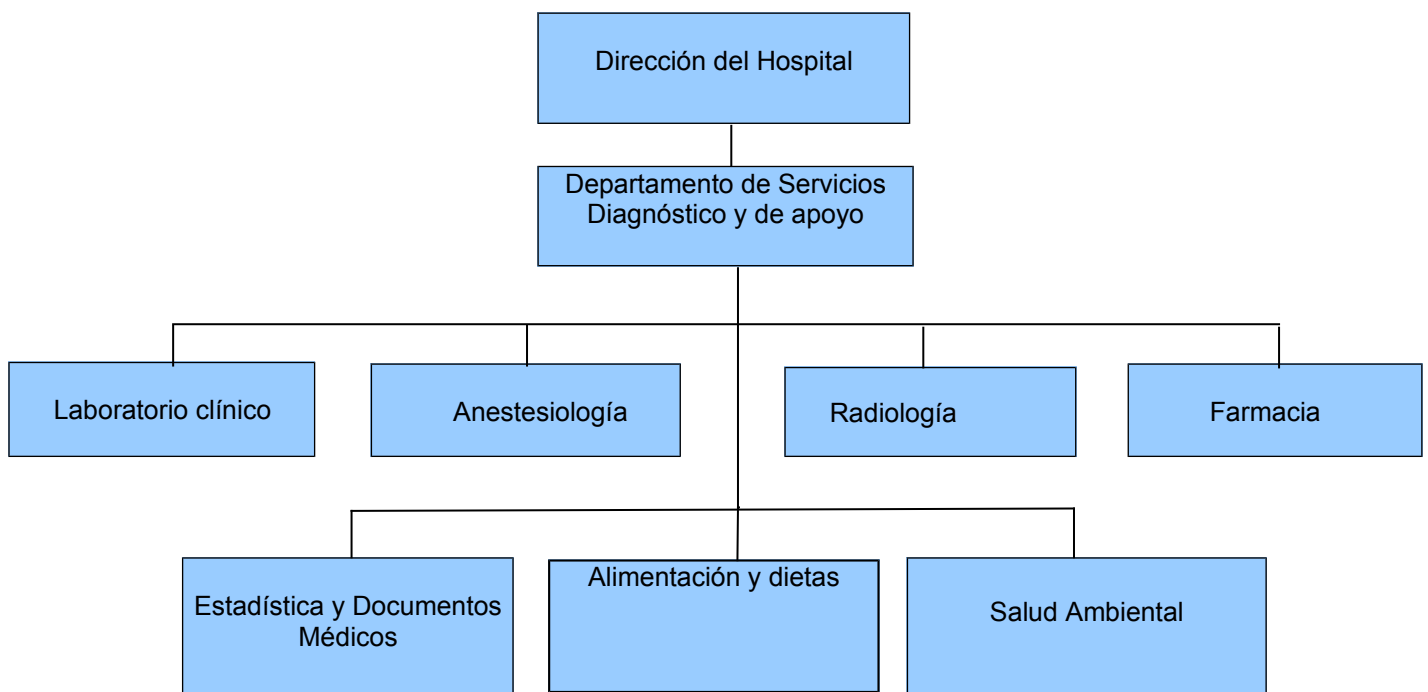 Dirección del Hospital
Departamento de Servicios
Diagnóstico y de apoyo
Laboratorio clínico
Anestesiología
Radiología
Farmacia
Estadística y Documentos
Médicos
Alimentación y dietas
Salud Ambiental